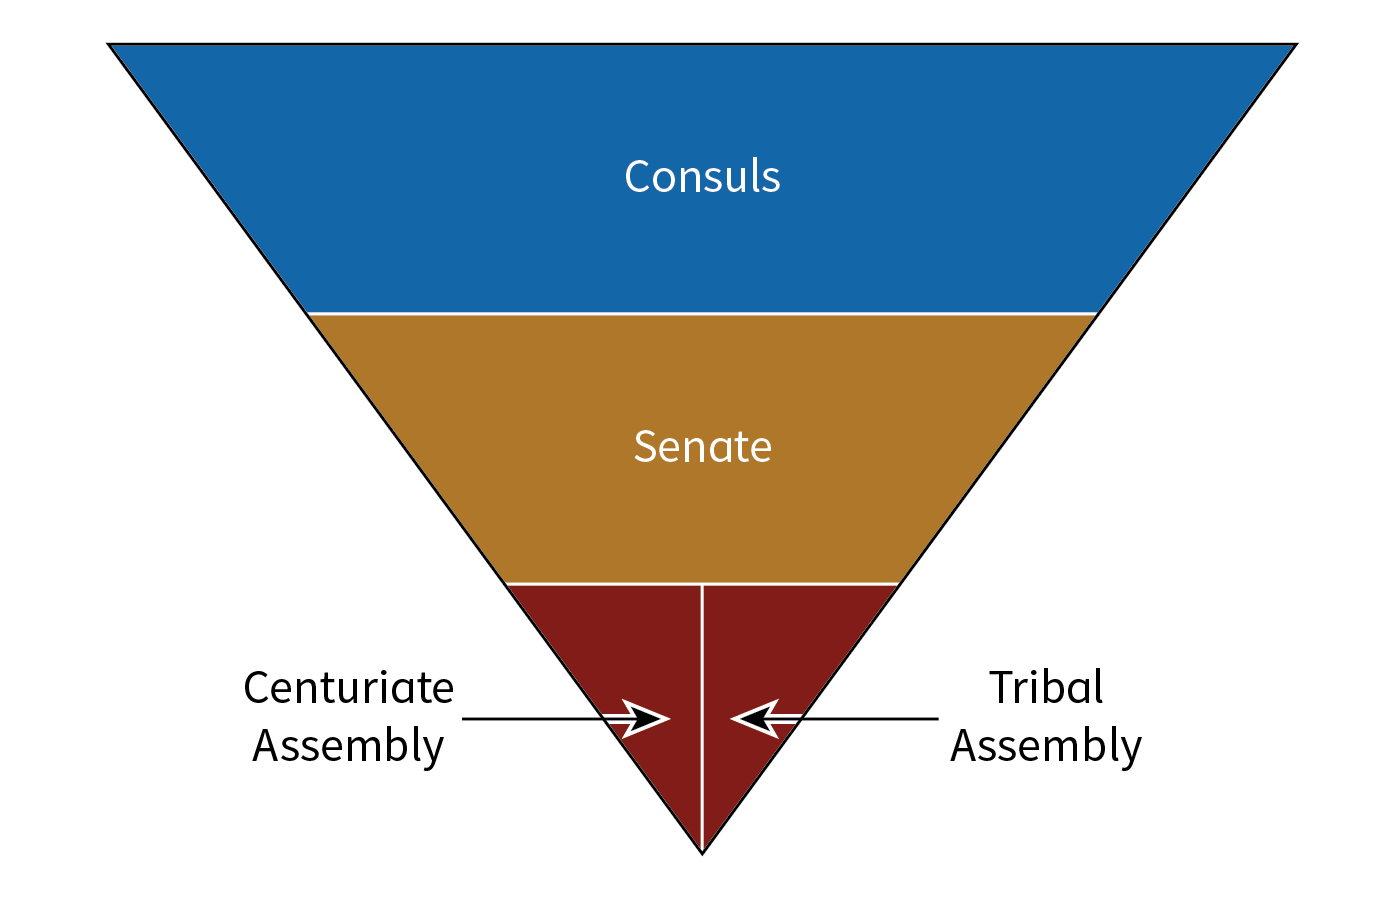 Consuls
Senate
Centuriate
Assembly
Tribal
Assembly